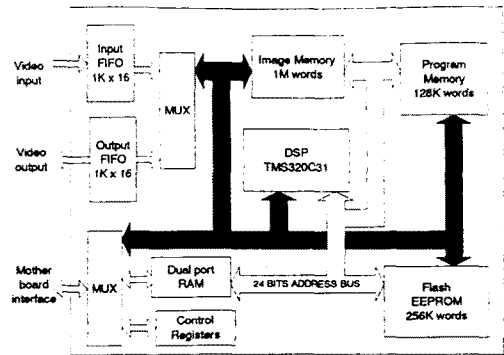 Video
input
Input
FIFO
1K x 16
MUX
Image Memory
1M words
Program
Memory
128K words
Video
output
Output
FIFO
1K x 16
DSP
TMS320C31
Mother
board
interface
MUX
Dual port
RAM
24 BITS ADDRESS BUS
Flash
EEPROM
256K words
Control
Registers